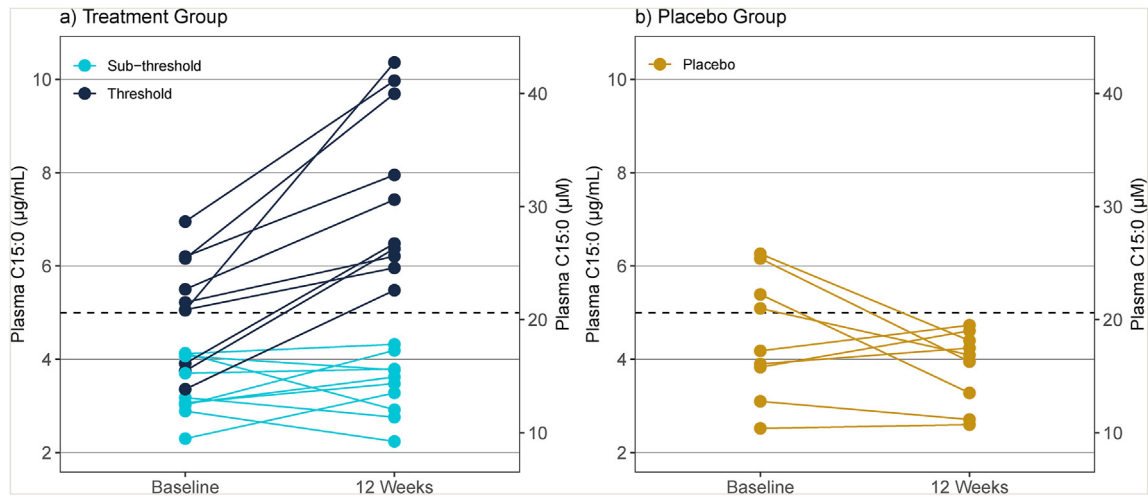 a) Treatment Group
Sub−threshold
Threshold
Plasma C15:0 (µg/mL)
10
8
6
4
2
40
30
20
10
Plasma C15:0 (µM)
Baseline
12 Weeks
b) Placebo Group
Placebo
Plasma C15:0 (µg/mL)
10
8
6
4
2
40
30
20
10
Plasma C15:0 (µM)
Baseline
12 Weeks